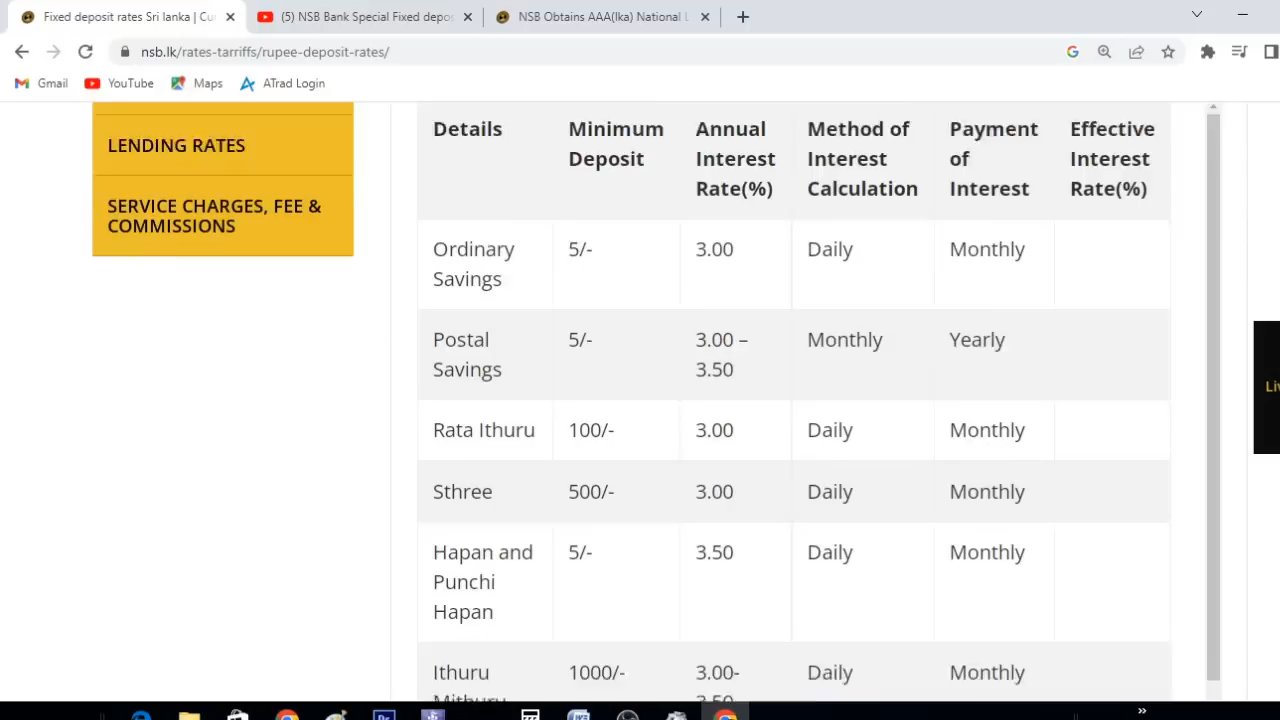 Fixed deposit rates Sri lanka | Cu
(5) NSB Bank Special Fixed depo
NSB Obtains AAA(lka) National L
nsb.lk/rates-tarriffs/rupee-deposit-rates/
Gmail YouTube Maps ATrad Login
LENDING RATES
SERVICE CHARGES, FEE &
COMMISSIONS
Details Minimum Annual Method of Payment Effective
Deposit Interest Interest of Interest
Rate(%) Calculation Interest Rate(%)
Ordinary 5/- 3.00 Daily Monthly
Savings
Postal 5/- 3.00 – Monthly Yearly
Savings 3.50
Rata Ithuru 100/- 3.00 Daily Monthly
Sthree 500/- 3.00 Daily Monthly
Hapan and 5/- 3.50 Daily Monthly
Punchi
Hapan
Ithuru 1000/- 3.00- Daily Monthly
Mithuru 3.50
Liv